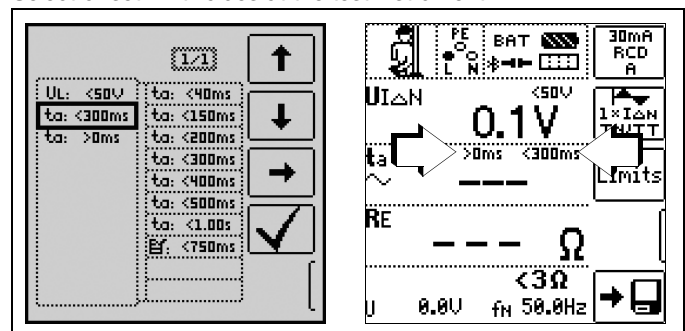 1/1
UL: <50V
ta: <300ms
ta: >0ms
ta: <40ms
ta: <150ms
ta: <200ms
ta: <300ms
ta: <400ms
ta: <500ms
ta: <1.00s
<750ms
PE
L N
BAT
30mA
RCD
A
UI△N
<50V
0.1V
1×I△N
ta
>0ms <300ms
---
Limits
RE
--- Ω
<3Ω
U 0.0V fN 50.0Hz